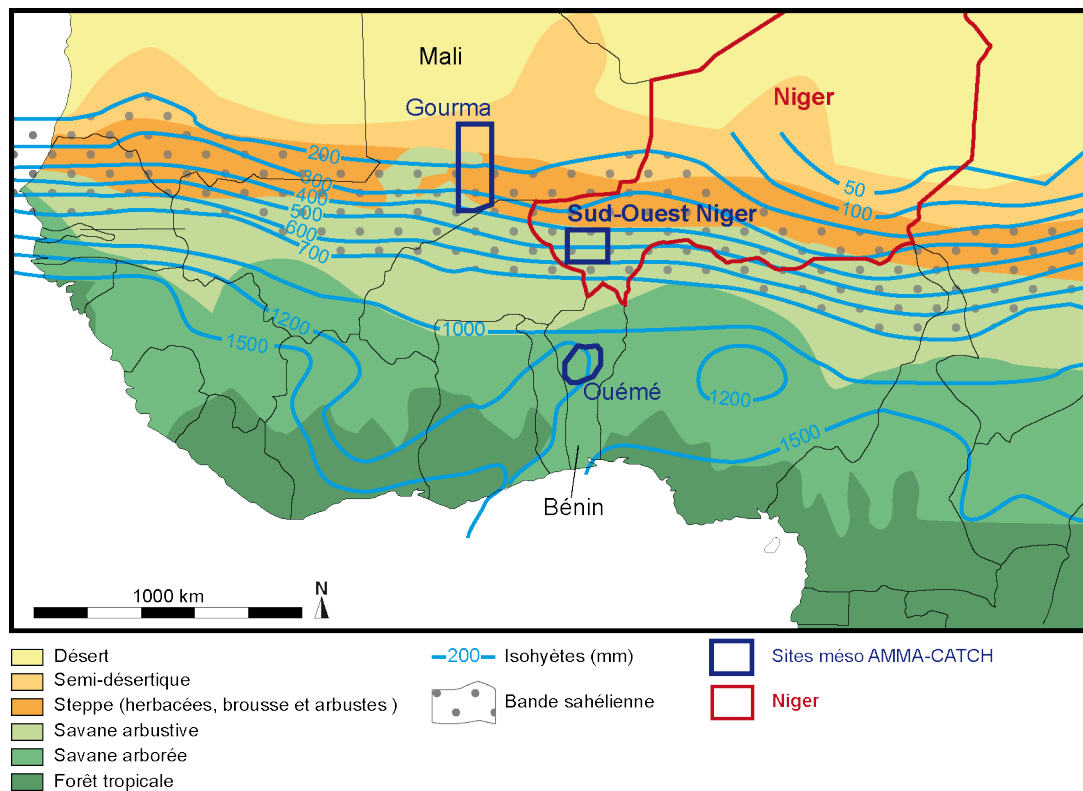 Mali
Gourma
Niger
200
300
400
500
600
700
50
100
Sud-Ouest Niger
1000
1200
1500
Ouémé
1200
1500
Bénin
1000 km
N
Désert
Semi-désertique
Steppe (herbacées, brousse et arbustes )
Savane arbustive
Savane arborée
Forêt tropicale
200
Isohyètes (mm)
Bande sahélienne
Sites méso AMMA-CATCH
Niger